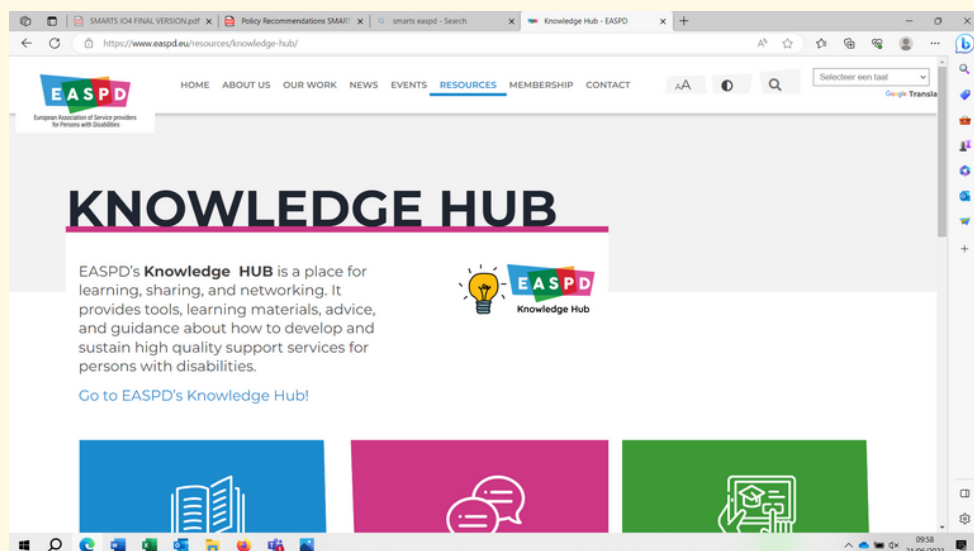 SMARTS IO4 FINAL VERSION.pdf
Policy Recommendations SMAR
smarts easpd - Search
Knowledge Hub - EASPD
https://www.easpd.eu/resources/knowledge-hub/
EASPD
European Association of Service providers
for Persons with Disabilities
HOME ABOUT US OUR WORK NEWS EVENTS RESOURCES MEMBERSHIP CONTACT
AA
Selecteer een taal
Google Transla
KNOWLEDGE HUB
EASPD's Knowledge HUB is a place for
learning, sharing, and networking. It
provides tools, learning materials, advice,
and guidance about how to develop and
sustain high quality support services for
persons with disabilities.
Go to EASPD's Knowledge Hub!
EASPD
Knowledge Hub
09:58